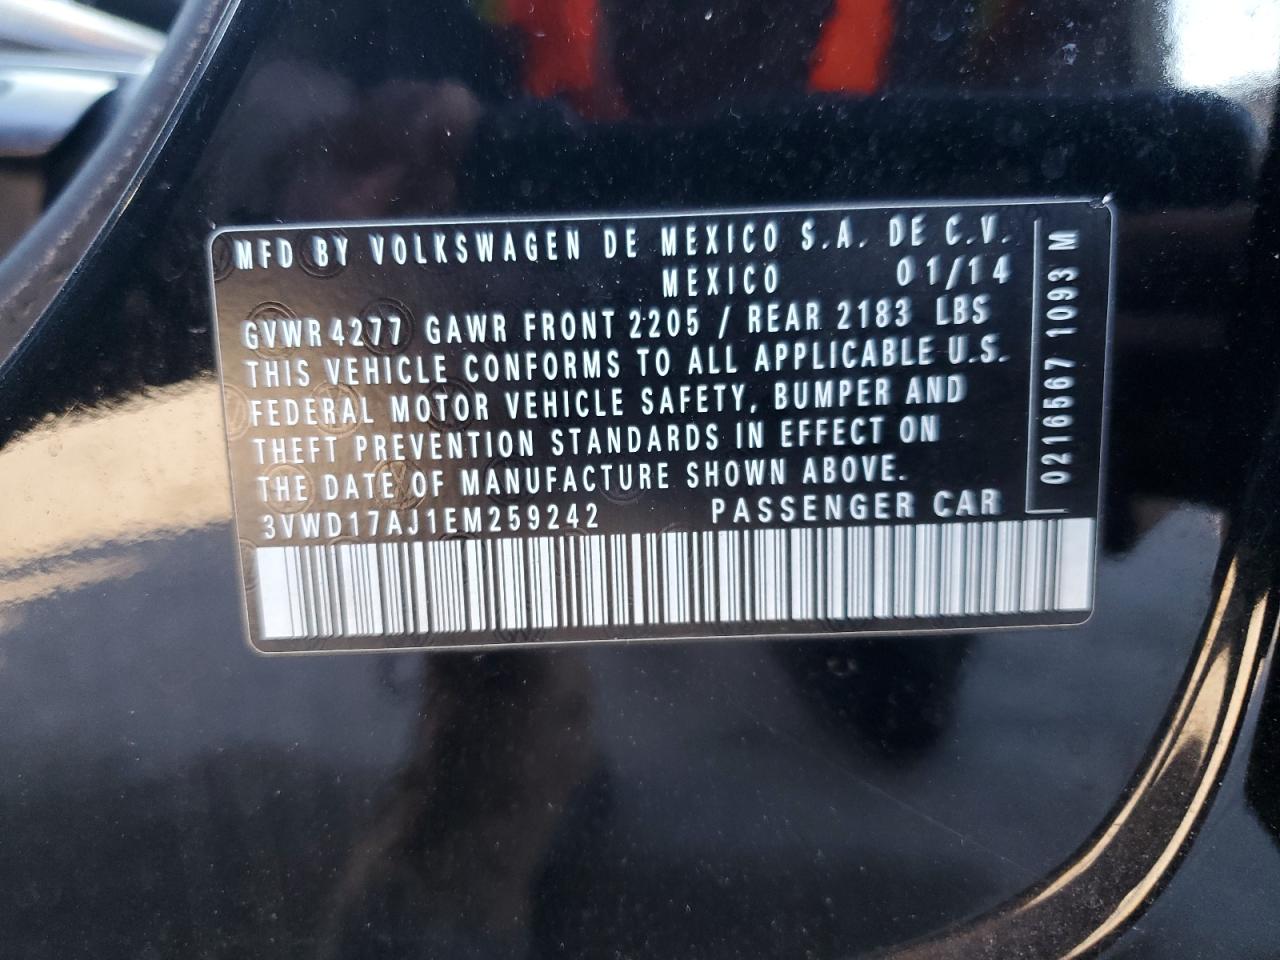 MFD BY VOLKSWAGEN DE MEXICO S.A. DE C.V.
MEXICO 01/14
GVWR 4277 GAWR FRONT 2205 / REAR 2183 LBS
THIS VEHICLE CONFORMS TO ALL APPLICABLE U.S.
FEDERAL MOTOR VEHICLE SAFETY, BUMPER AND
THEFT PREVENTION STANDARDS IN EFFECT ON
THE DATE OF MANUFACTURE SHOWN ABOVE.
3VWD17AJ1EM259242 PASSENGER CAR
0216567 1093 M